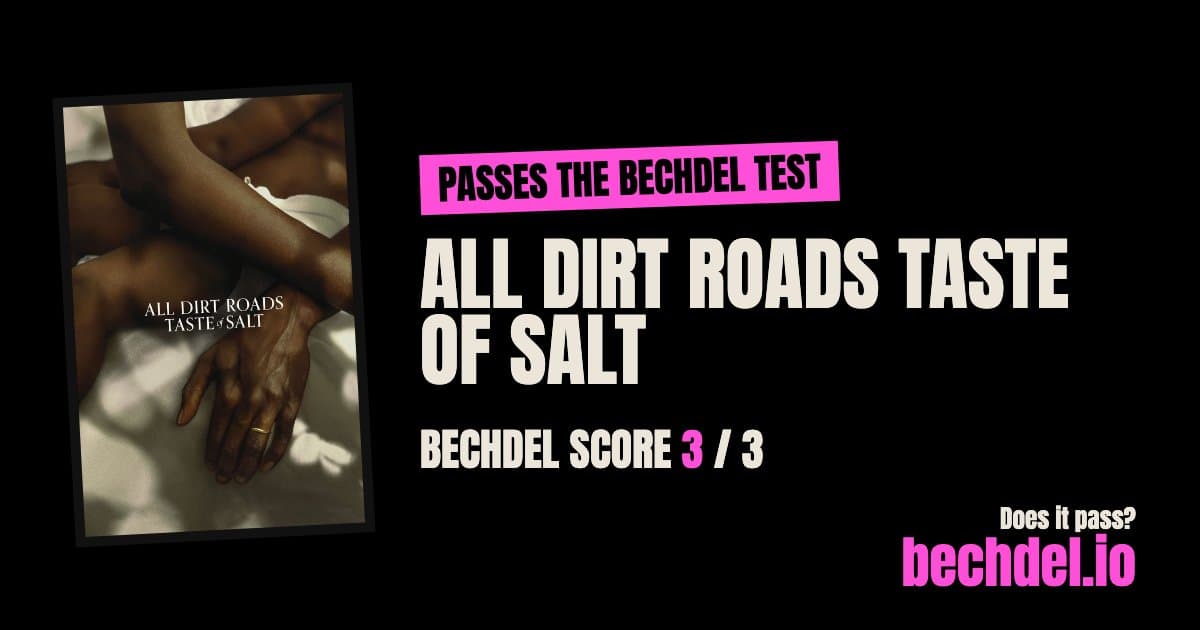 ALL DIRT ROADS
TASTE of SALT
PASSES THE BECHDEL TEST
ALL DIRT ROADS TASTE
OF SALT
BECHDEL SCORE 3 / 3
Does it pass?
bechdel.io